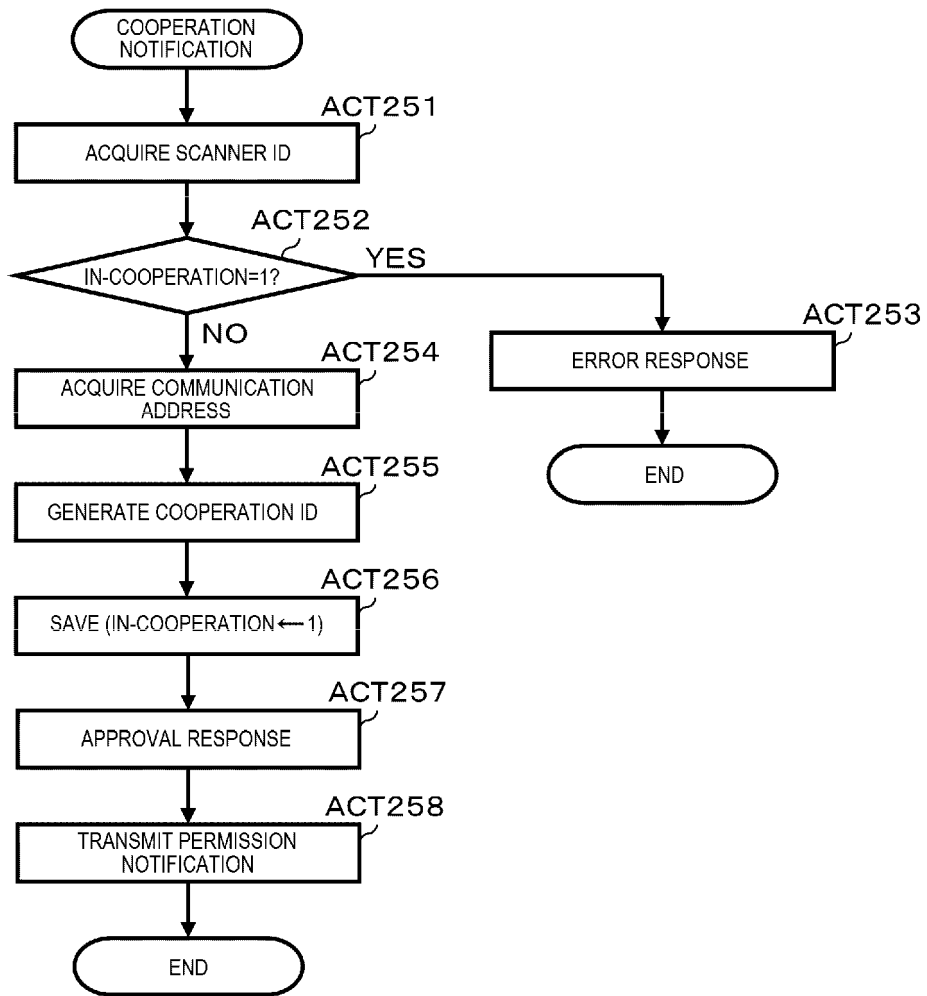 COOPERATION
NOTIFICATION
ACT251
ACQUIRE SCANNER ID
ACT252
IN-COOPERATION=1?
YES
NO
ACT253
ERROR RESPONSE
END
ACT254
ACQUIRE COMMUNICATION
ADDRESS
ACT255
GENERATE COOPERATION ID
ACT256
SAVE (IN-COOPERATION ← 1)
ACT257
APPROVAL RESPONSE
ACT258
TRANSMIT PERMISSION
NOTIFICATION
END